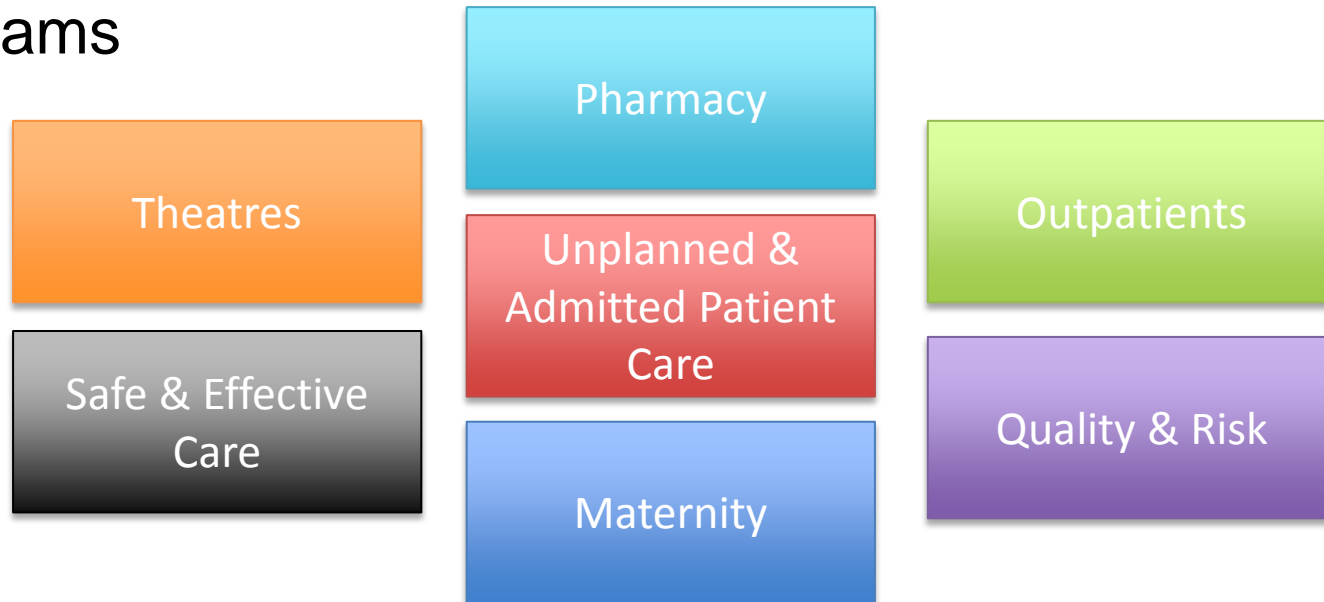 ams
Pharmacy
Theatres
Outpatients
Unplanned &
Admitted Patient
Care
Safe & Effective
Care
Quality & Risk
Maternity